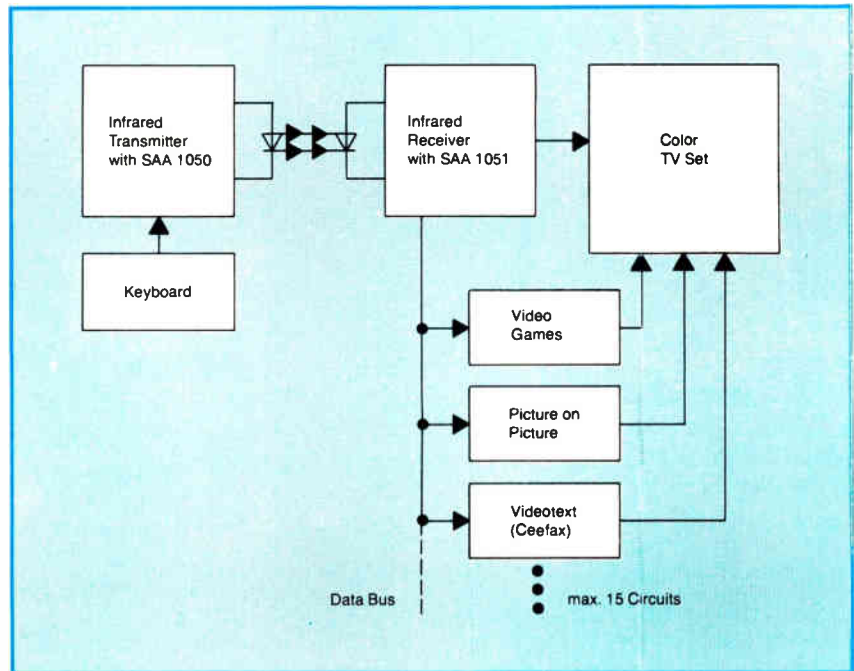 Infrared
Transmitter
with SAA 1050
Infrared
Receiver
with SAA 1051
Color
TV Set
Keyboard
Video
Games
Picture on
Picture
Videotext
(Ceefax)
Data Bus
max. 15 Circuits